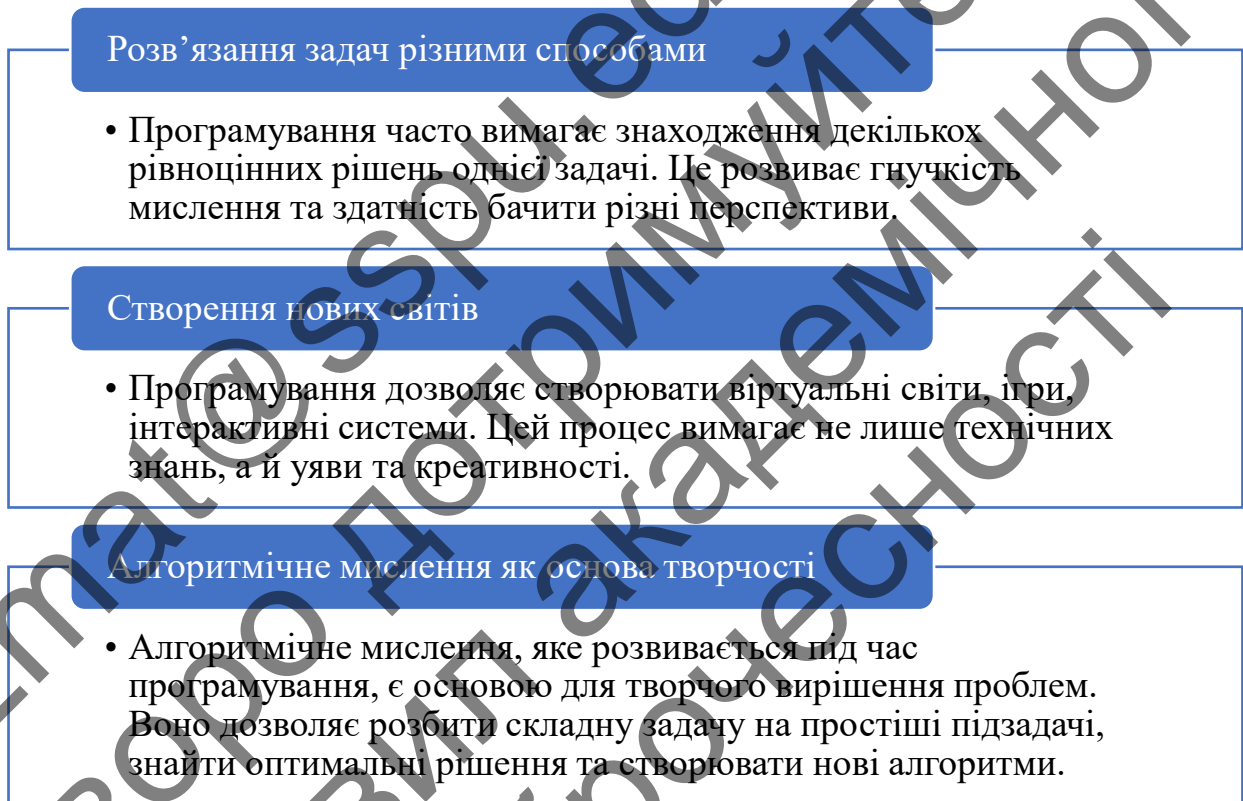 Розв’язання задач різними способами
• Програмування часто вимагає знаходження декількох
рівноцінних рішень однієї задачі. Це розвиває гнучкість
мислення та здатність бачити різні перспективи.
Створення нових світів
• Програмування дозволяє створювати віртуальні світи, ігри,
інтерактивні системи. Цей процес вимагає не лише технічних
знань, а й уяви та креативності.
Алгоритмічне мислення як основа творчості
• Алгоритмічне мислення, яке розвивається під час
програмування, є основою для творчого вирішення проблем.
Воно дозволяє розбити складну задачу на простіші підзадачі,
знайти оптимальні рішення та створювати нові алгоритми.